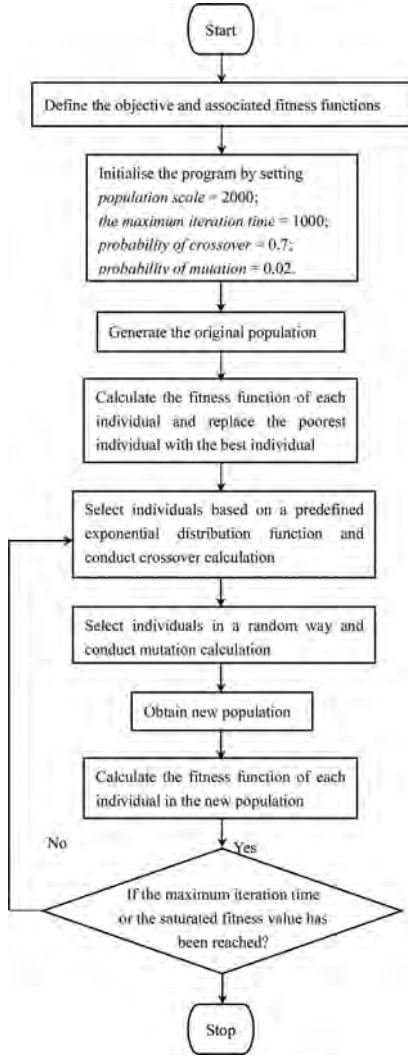 Start
Define the objective and associated fitness functions
Initialise the program by setting
population scale = 2000;
the maximum iteration time = 1000;
probability of crossover = 0.7;
probability of mutation = 0.02.
Generate the original population
Calculate the fitness function of each
individual and replace the poorest
individual with the best individual
Select individuals based on a predefined
exponential distribution function and
conduct crossover calculation
Select individuals in a random way and
conduct mutation calculation
Obtain new population
Calculate the fitness function of each
individual in the new population
No
Yes
If the maximum iteration time
or the saturated fitness value has
been reached?
Stop